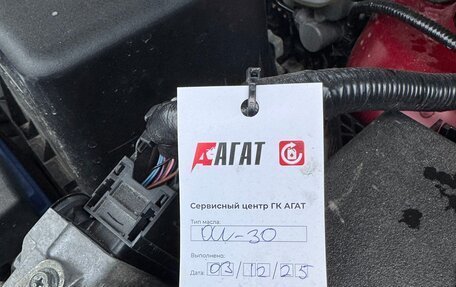 АГАТ
Сервисный центр ГК АГАТ
Тип масла:
0W-30
Выполнено:
Дата: 03/12/25